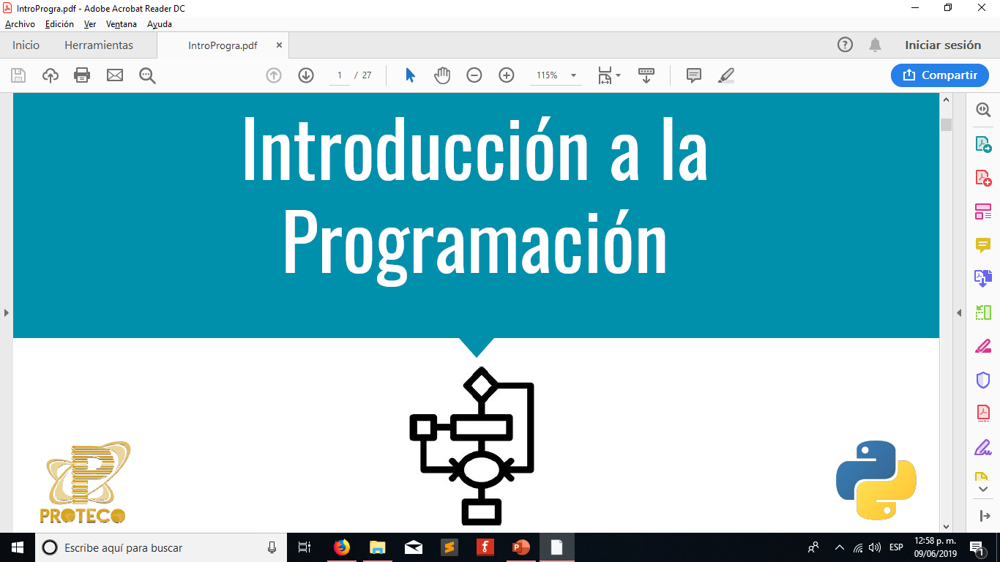 IntroProgra.pdf - Adobe Acrobat Reader DC
Archivo Edición Ver Ventana Ayuda
Inicio Herramientas IntroProgra.pdf × Iniciar sesión
1 / 27 115% Compartir
Introducción a la
Programación
PROTECO
Escribe aquí para buscar
ESP
12:58 p. m.
09/06/2019
1